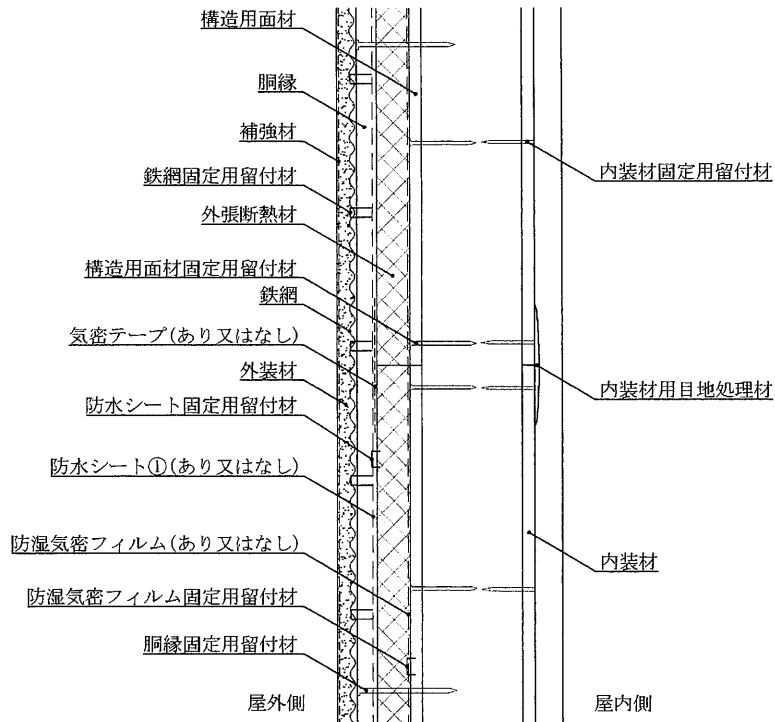 構造用面材
胴縁
補強材
鉄網固定用留付材
外張断熱材
構造用面材固定用留付材
鉄網
気密テープ(あり又はなし)
外装材
防水シート固定用留付材
防水シート①(あり又はなし)
防湿気密フィルム(あり又はなし)
防湿気密フィルム固定用留付材
胴縁固定用留付材
屋外側
内装材固定用留付材
内装材用目地処理材
内装材
屋内側